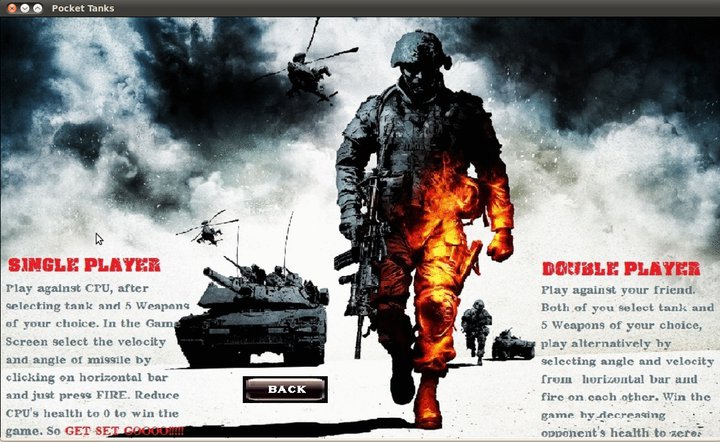 Pocket Tanks
SINGLE PLAYER
Play against CPU, after
selecting tank and 5 Weapons
of your choice. In the Game
Screen select the velocity
and angle of missile by
clicking on horizontal bar
and just press FIRE. Reduce
CPU's health to 0 to win the
game. So GET SET GOOOO!!!!!
BACK
DOUBLE PLAYER
Play against your friend.
Both of you select tank and
5 Weapons of your choice,
play alternatively by
selecting angle and velocity
from horizontal bar and
fire on each other. Win the
game by decreasing
opponent's health to zero.